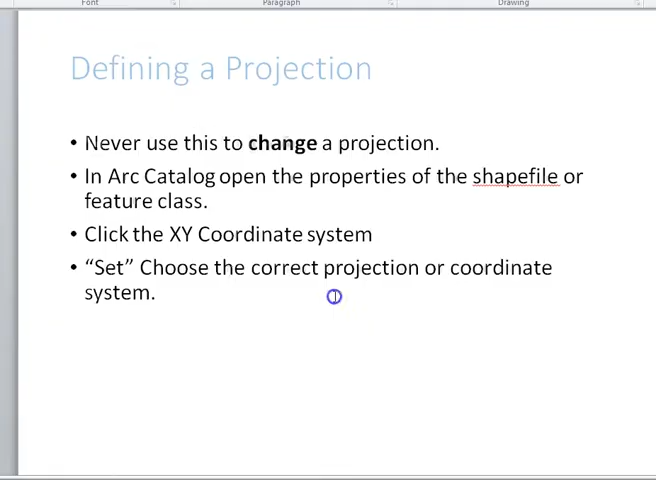 Font Paragraph Drawing
Defining a Projection
• Never use this to change a projection.
• In Arc Catalog open the properties of the shapefile or
feature class.
• Click the XY Coordinate system
• “Set” Choose the correct projection or coordinate
system.